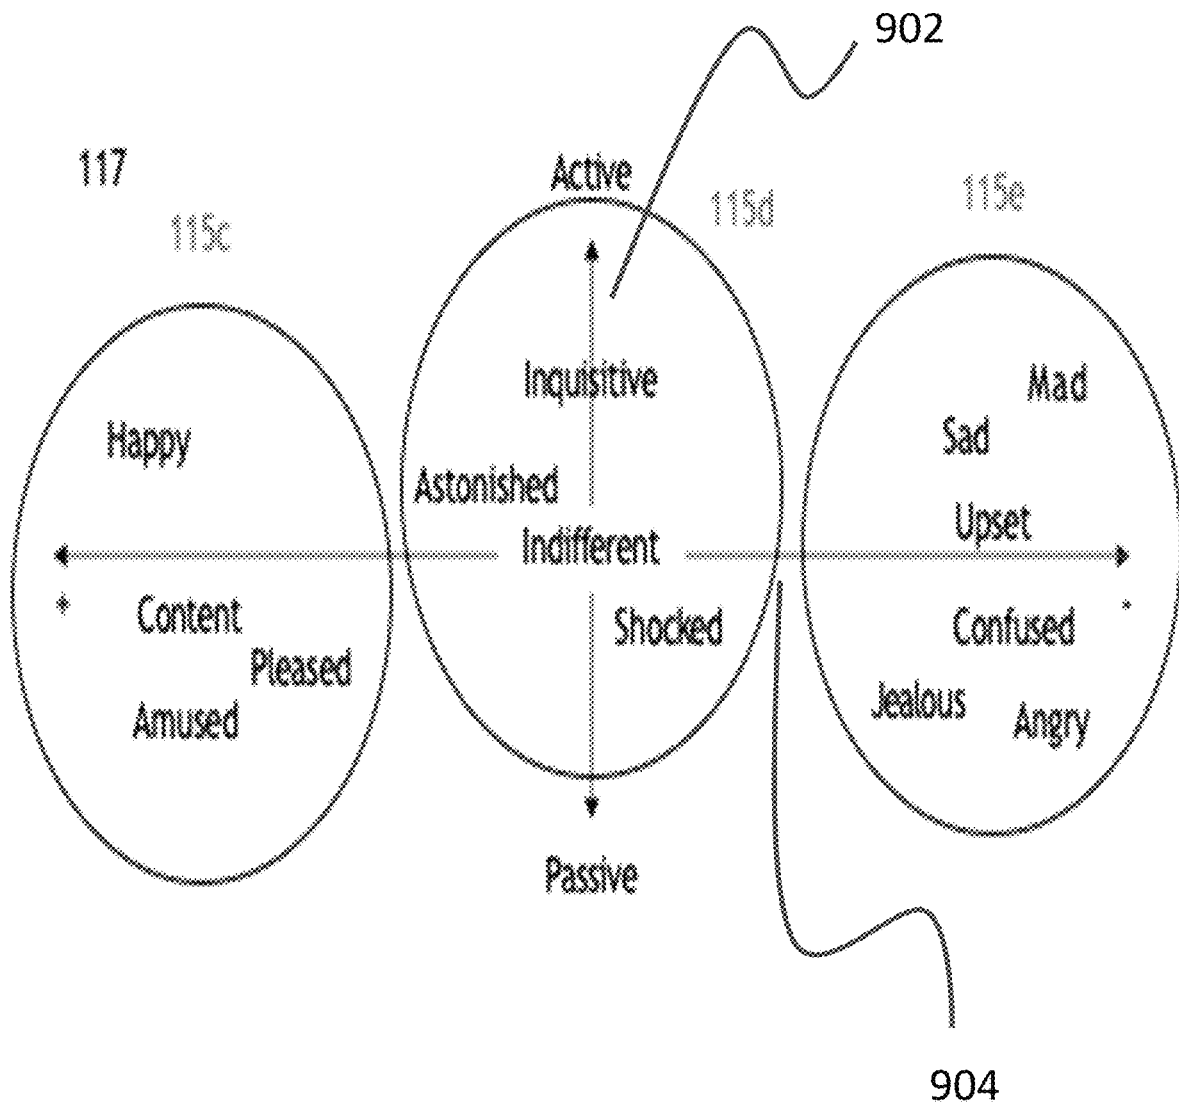 902
117
Active
115c
115d
115e
Inquisitive
Mad
Happy
Sad
Astonished
Upset
Indifferent
+
-
Content
Shocked
Confused
Pleased
Jealous
Amused
Angry
Passive
904